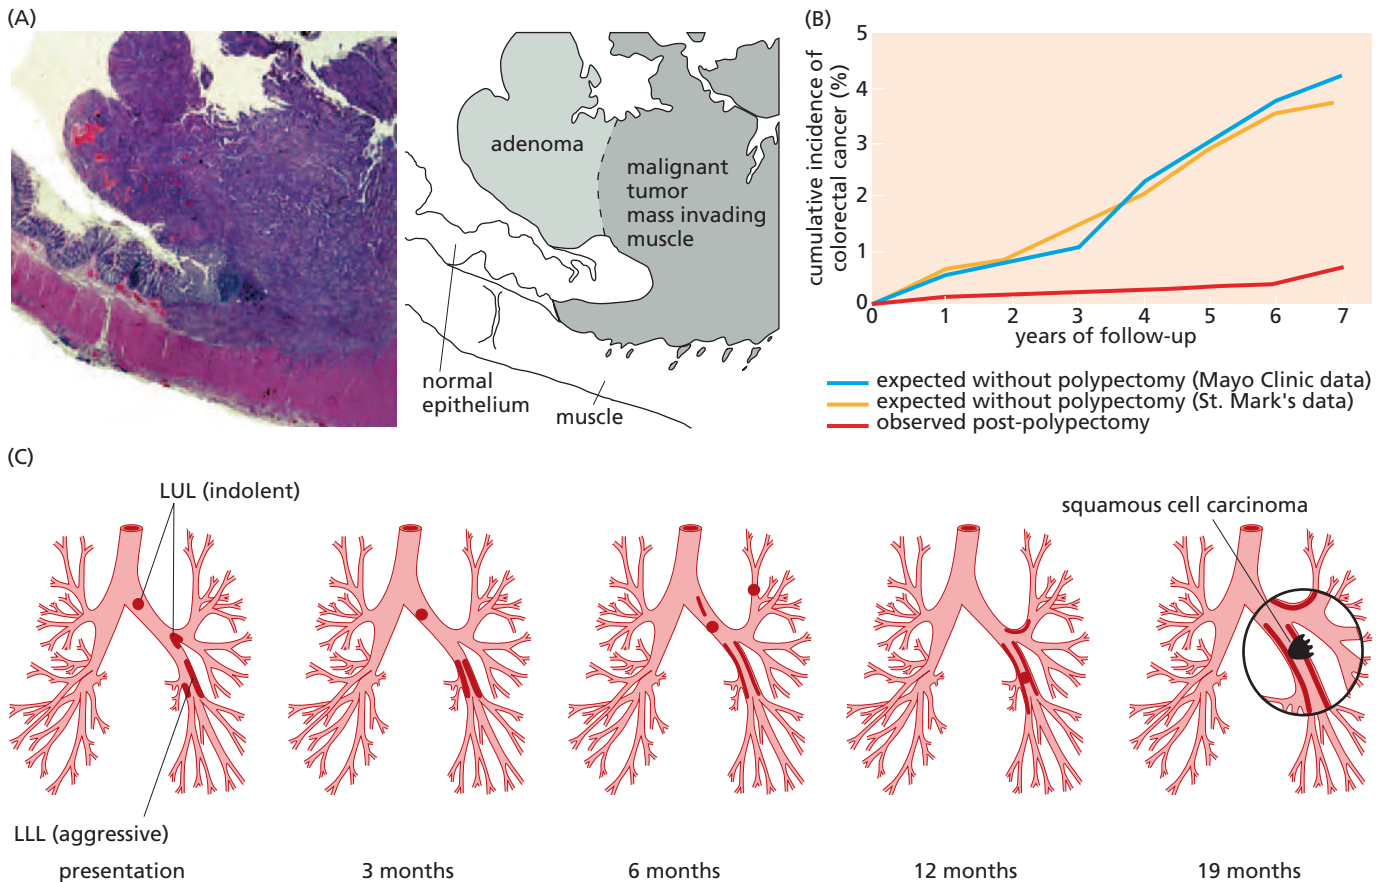 (A)
adenoma
malignant
tumor
mass invading
muscle
normal
epithelium
muscle
(B)
cumulative incidence of
colorectal cancer (%)
5
4
3
2
1
0
0 1 2 3 4 5 6 7
years of follow-up
expected without polypectomy (Mayo Clinic data)
expected without polypectomy (St. Mark's data)
observed post-polypectomy
(C)
LUL (indolent)
squamous cell carcinoma
LLL (aggressive)
presentation
3 months
6 months
12 months
19 months